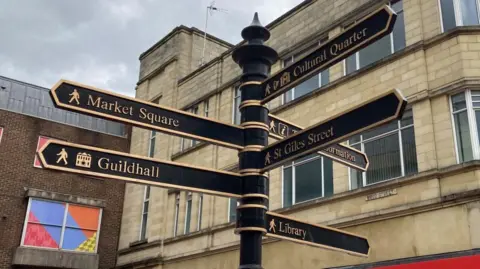 Cultural Quarter
Market Square
St Giles Street
Guildhall
Library